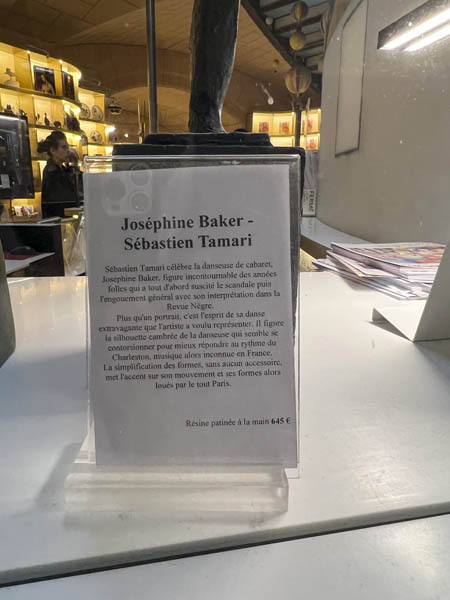 Joséphine Baker -
Sébastien Tamari
Sébastien Tamari célèbre la danseuse de cabaret,
Joséphine Baker, figure incontournable des années
folles qui a tout d'abord suscité le scandale puis
l'engouement général avec son interprétation dans la
Revue Nègre.
Plus qu'un portrait, c'est l'esprit de sa danse
extravagante que l'artiste a voulu représenter. Il figure
la silhouette cambrée de la danseuse qui semble se
contortionner pour mieux répondre au rythme du
Charleston, musique alors inconnue en France.
La simplification des formes, sans aucun accessoire,
met l'accent sur son mouvement et ses formes alors
loués par le tout Paris.
Résine patinée à la main 645 €